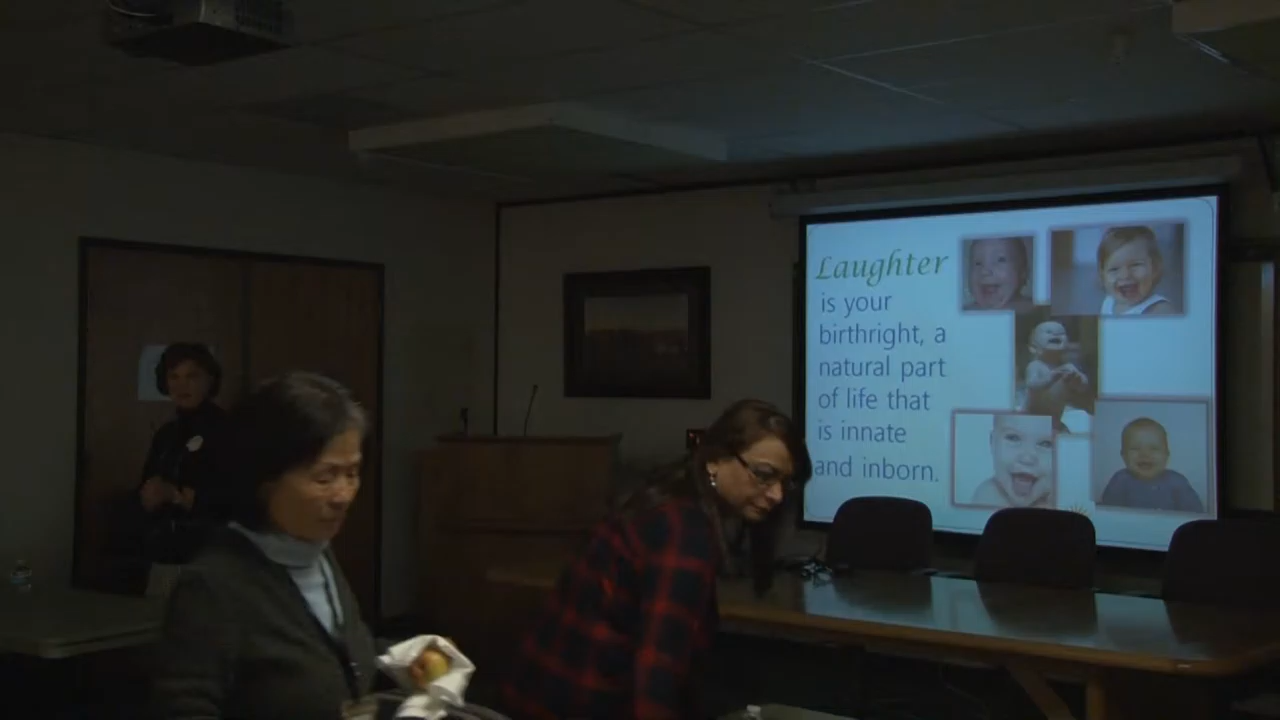 Laughter
is your
birthright, a
natural part
of life that
is innate
and inborn.